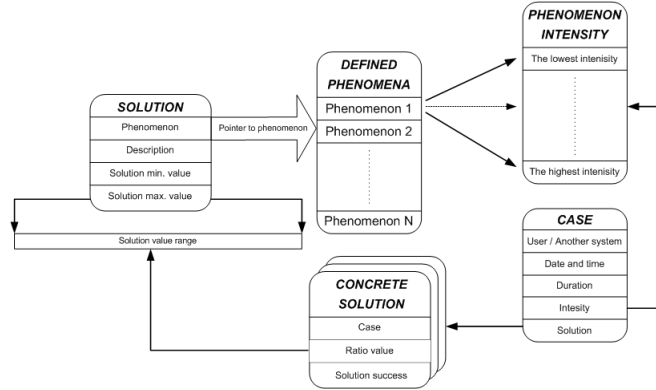 PHENOMENON
INTENSITY
The lowest intenisity
The highest intensity
DEFINED
PHENOMENA
Phenomenon 1
Phenomenon 2
Phenomenon N
SOLUTION
Phenomenon
Description
Solution min. value
Solution max. value
Pointer to phenomenon
Solution value range
CASE
User / Another system
Date and time
Duration
Intesity
Solution
CONCRETE
SOLUTION
Case
Ratio value
Solution success